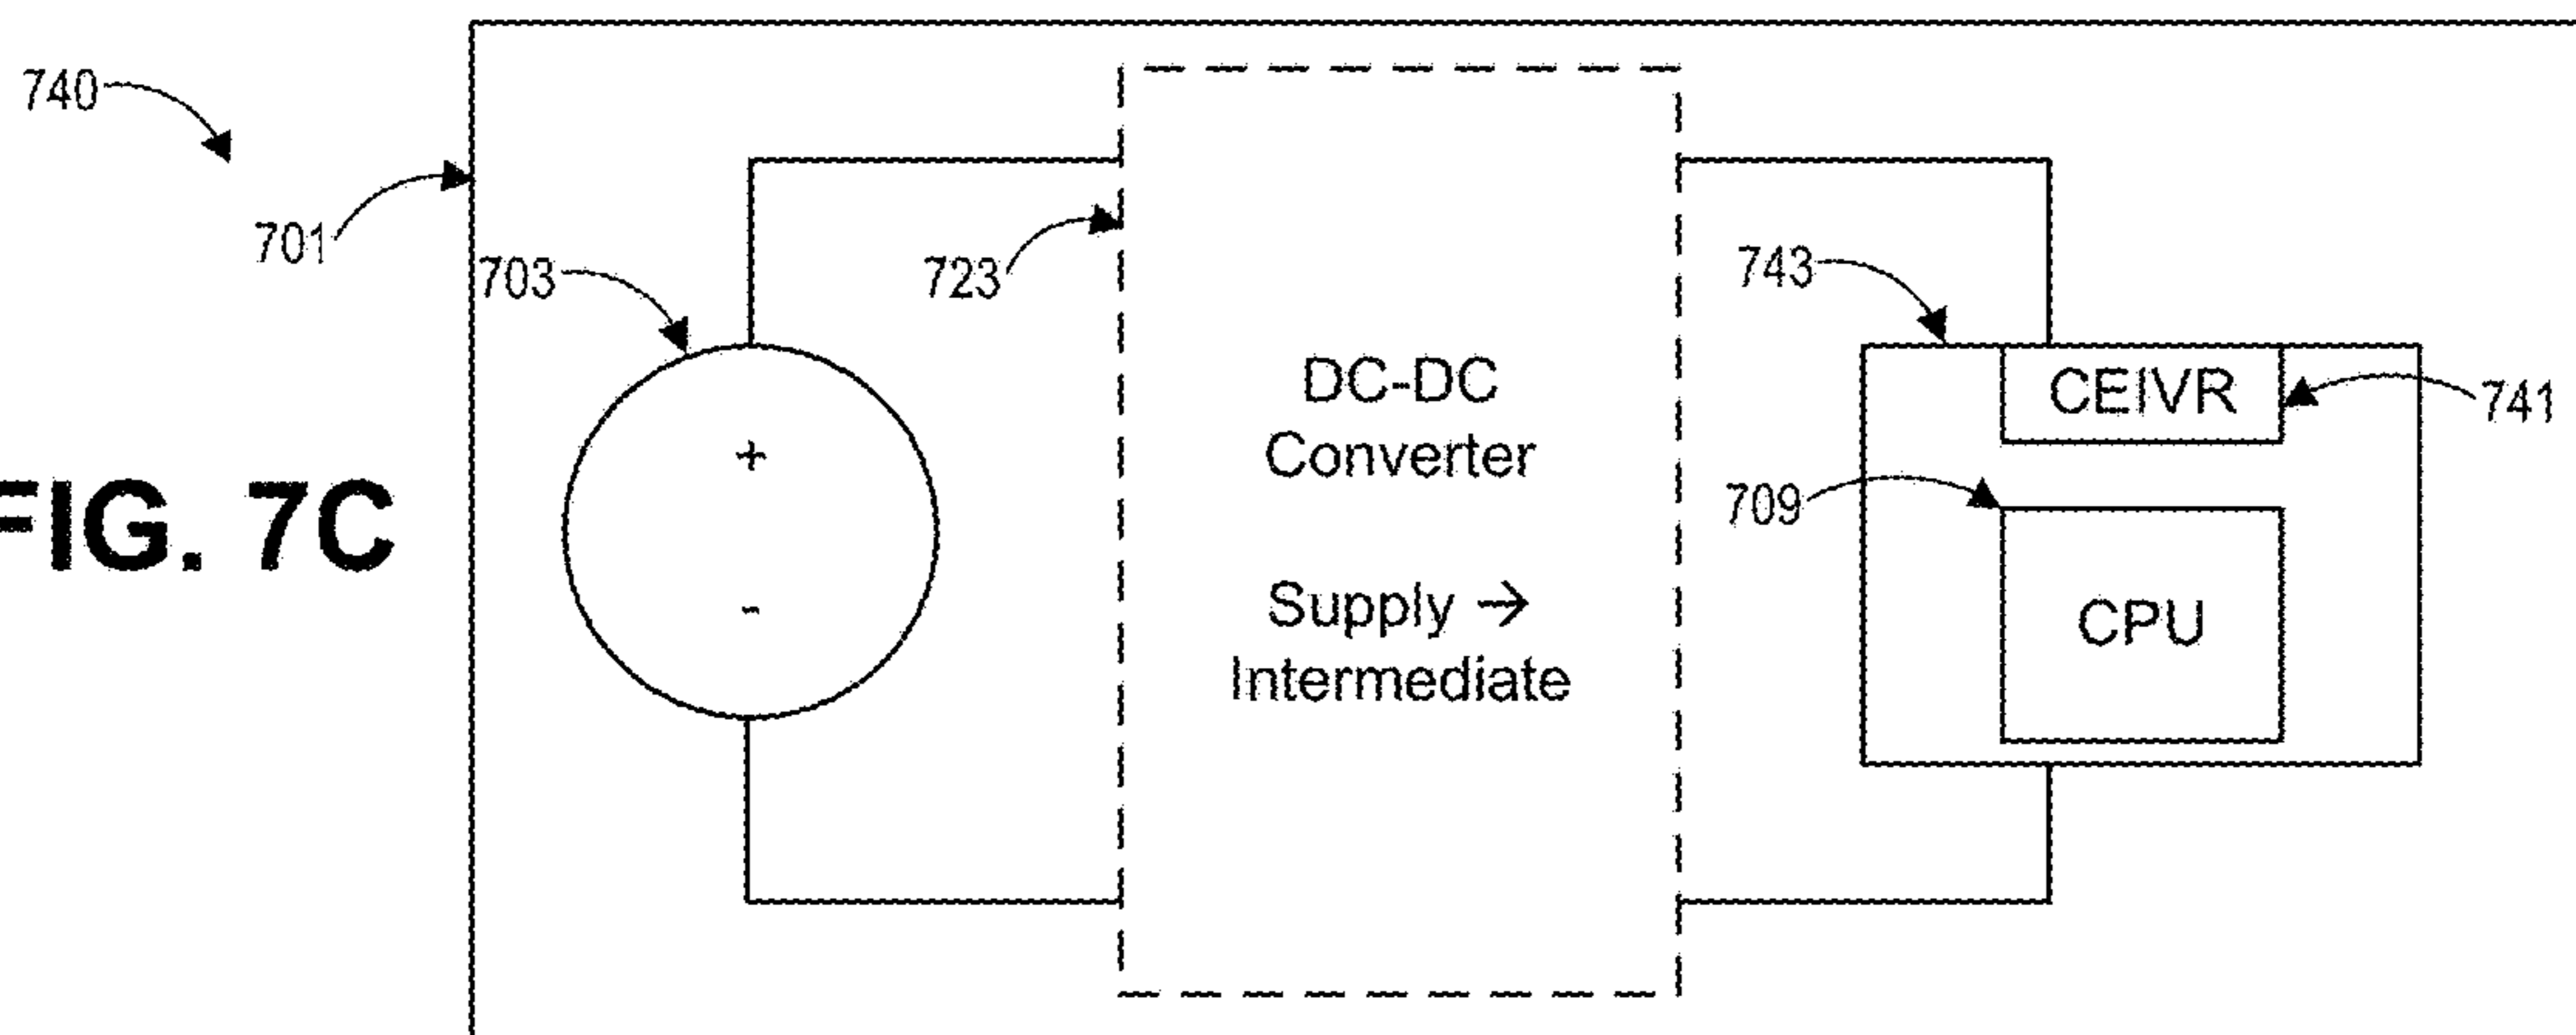 740
701
703
723
743
DC-DC
Converter
CEIVR
741
FIG. 7C
+
709
-
Supply →
Intermediate
CPU